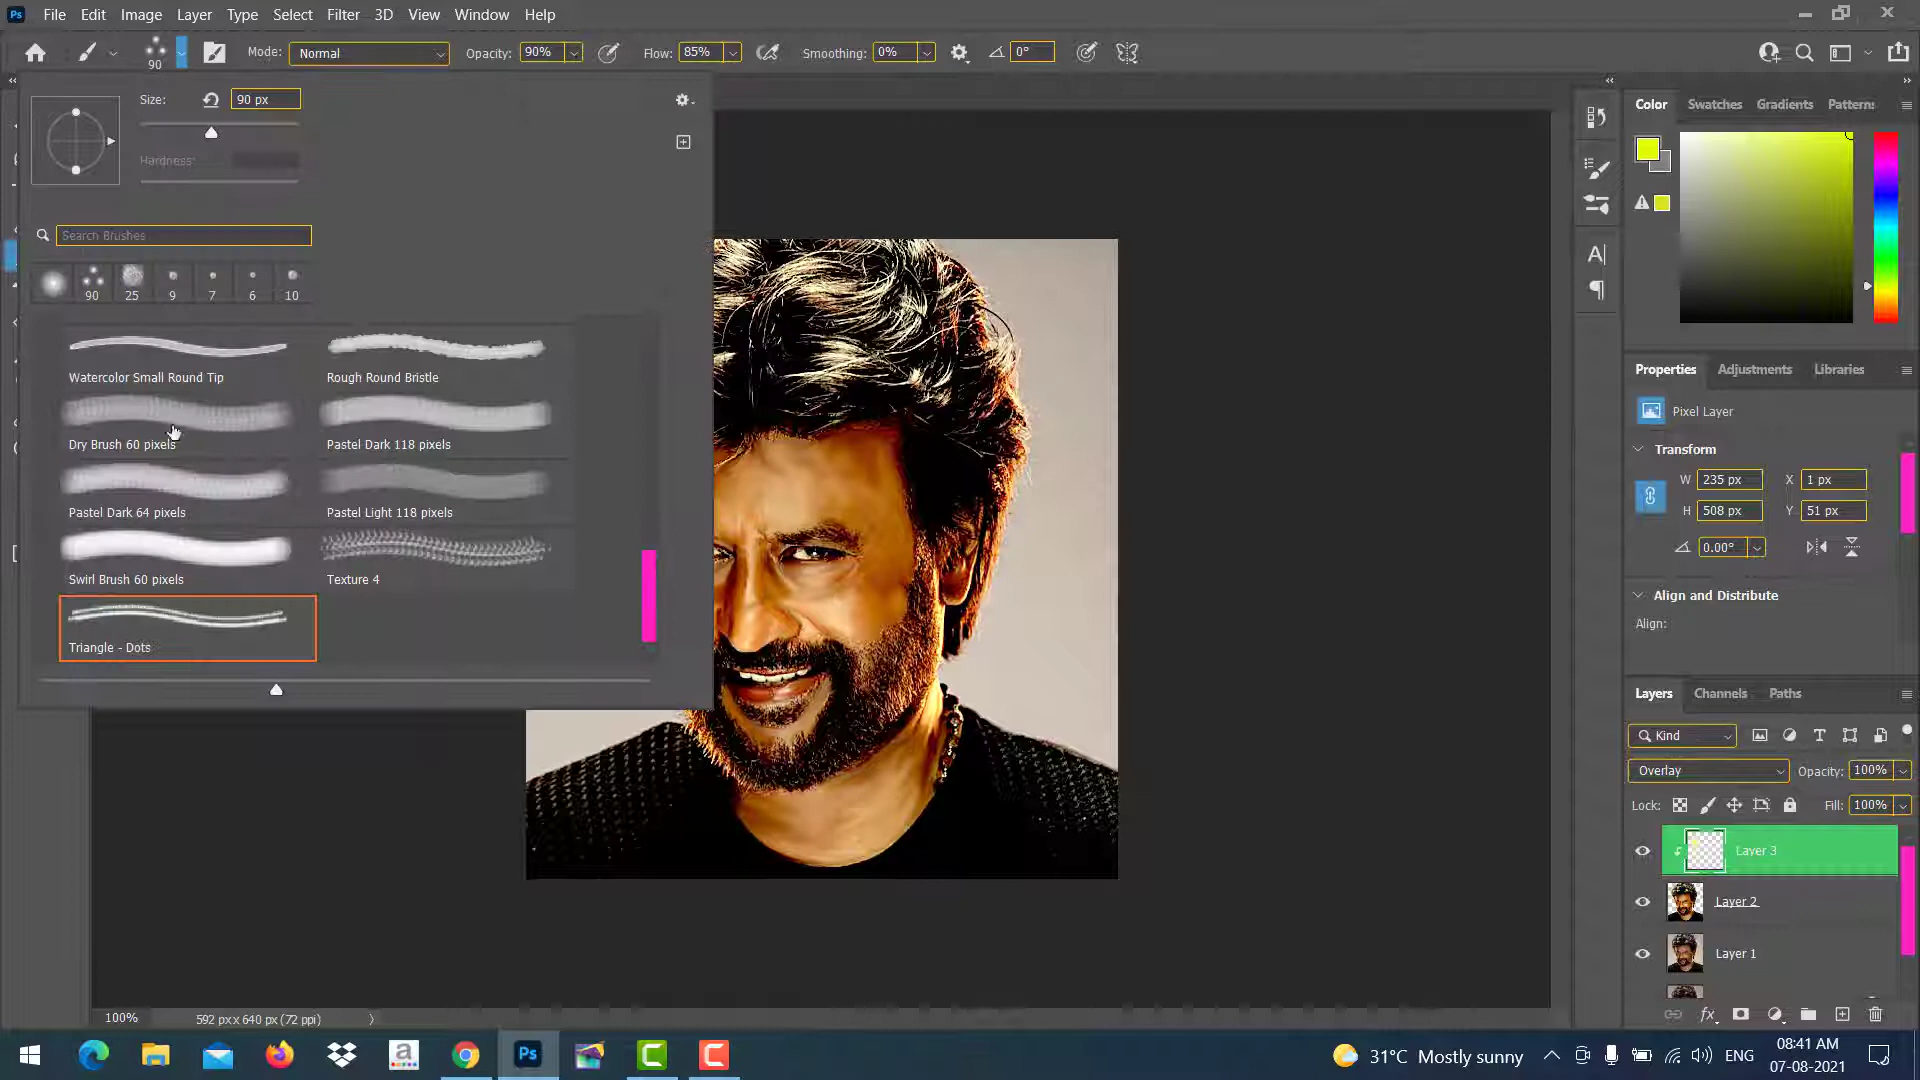 Ps File Edit Image Layer Type Select Filter 3D View Window Help
90 Mode: Normal Opacity: 90% Flow: 85% Smoothing: 0% 0°
Size: 90 px
Hardness:
Search Brushes
90 25 9 7 6 10
Watercolor Small Round Tip Rough Round Bristle
Dry Brush 60 pixels Pastel Dark 118 pixels
Pastel Dark 64 pixels Pastel Light 118 pixels
Swirl Brush 60 pixels Texture 4
Triangle - Dots
Color Swatches Gradients Patterns
Properties Adjustments Libraries
Pixel Layer
Transform
W 235 px X 1 px
H 508 px Y 51 px
0.00°
Align and Distribute
Align:
Layers Channels Paths
Kind
Overlay Opacity: 100%
Lock: Fill: 100%
Layer 3
Layer 2
Layer 1
100% 592 px x 640 px (72 ppi)
a Ps 31°C Mostly sunny ENG 08:41 AM
07-08-2021